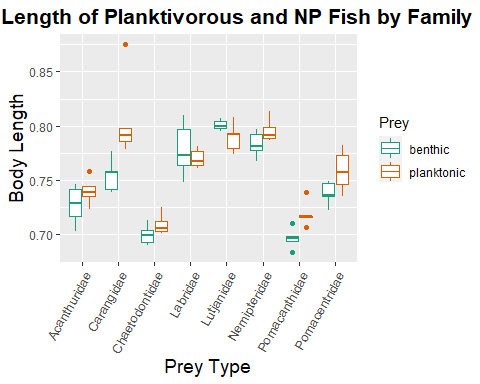 Length of Planktivorous and NP Fish by Family
Body Length
0.85
0.80
0.75
0.70
Acanthuridae
Carangidae
Chaetodontidae
Labridae
Lutjanidae
Nemipteridae
Pomacanthidae
Pomacentridae
Prey Type
Prey
benthic
planktonic